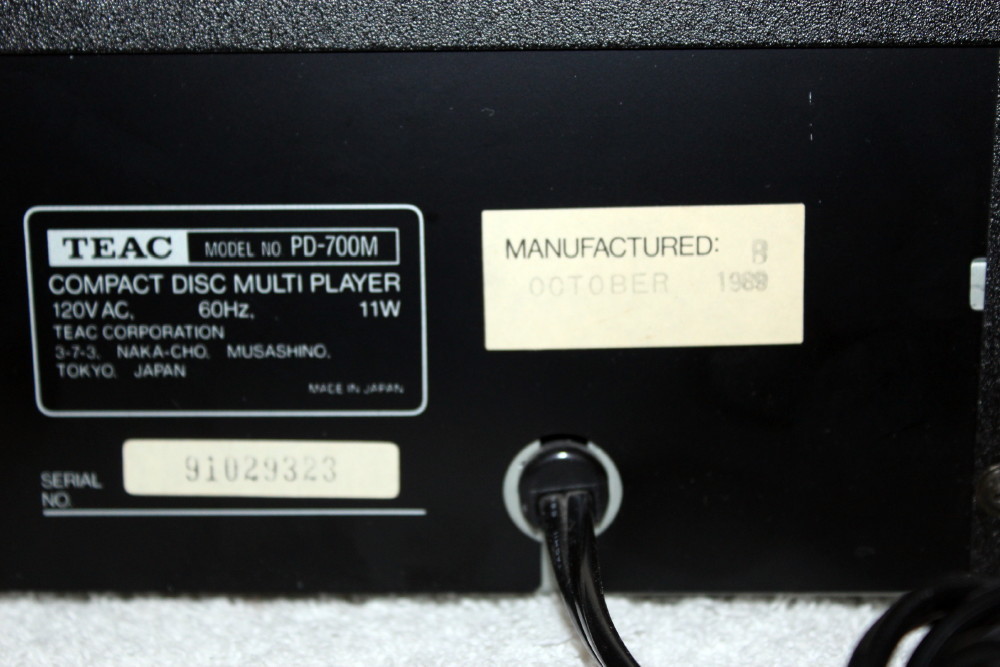 TEAC MODEL NO PD-700M
COMPACT DISC MULTI PLAYER
120V AC, 60Hz, 11W
TEAC CORPORATION
3-7-3, NAKA-CHO, MUSASHINO,
TOKYO, JAPAN
MADE IN JAPAN
SERIAL
NO.
91029323
MANUFACTURED:
OCTOBER